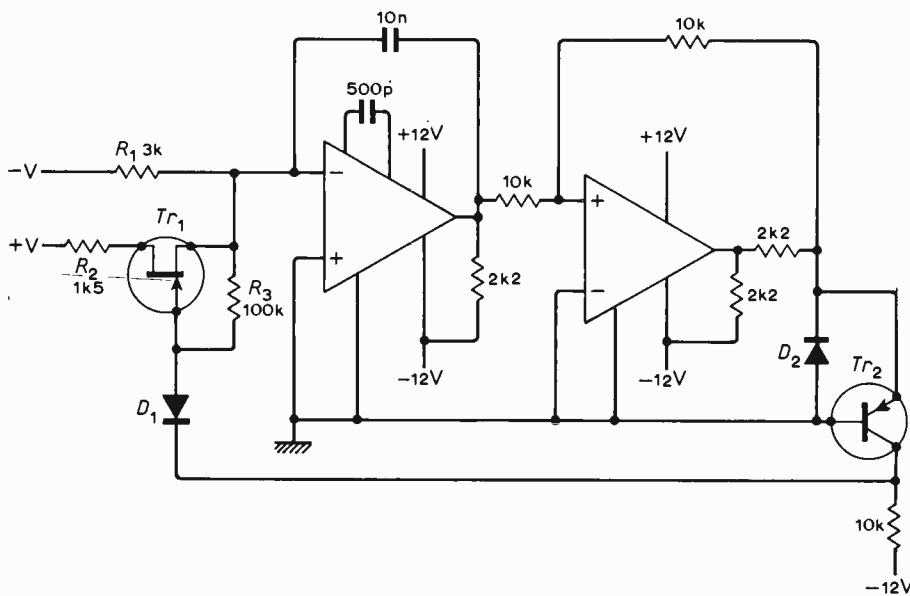 10n
10k
500p
+12V
+12V
−V
R1 3k
−
10k
+
2k2
Tr1
+V
R2
1k5
R3
100k
+
2k2
−
2k2
D2
Tr2
−12V
−12V
D1
10k
−12V